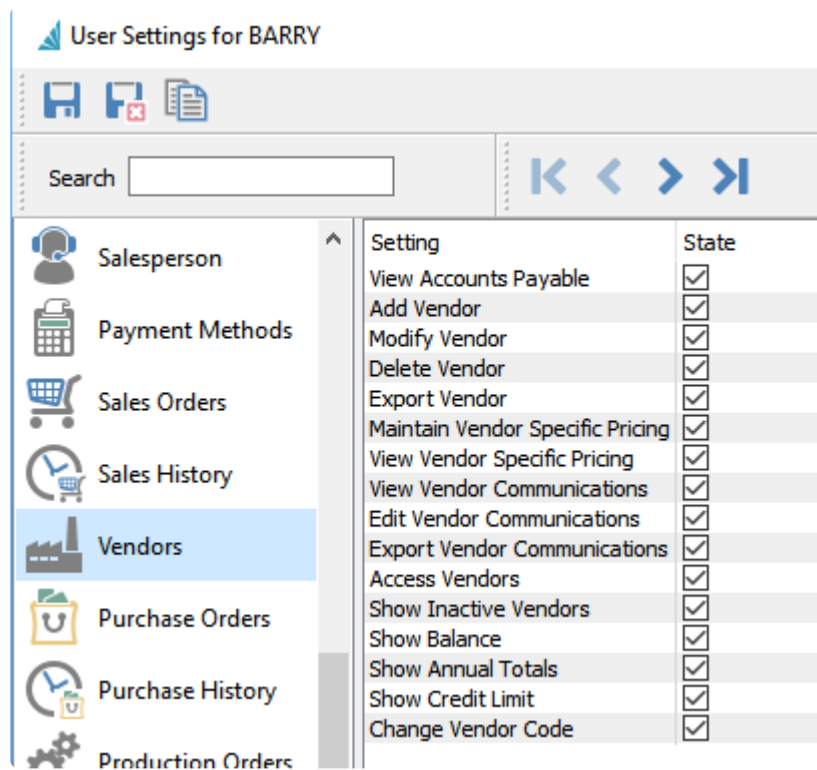 User Settings for BARRY
Search
Salesperson
Payment Methods
Sales Orders
Sales History
Vendors
Purchase Orders
Purchase History
Production Orders
Setting State
View Accounts Payable
Add Vendor
Modify Vendor
Delete Vendor
Export Vendor
Maintain Vendor Specific Pricing
View Vendor Specific Pricing
View Vendor Communications
Edit Vendor Communications
Export Vendor Communications
Access Vendors
Show Inactive Vendors
Show Balance
Show Annual Totals
Show Credit Limit
Change Vendor Code